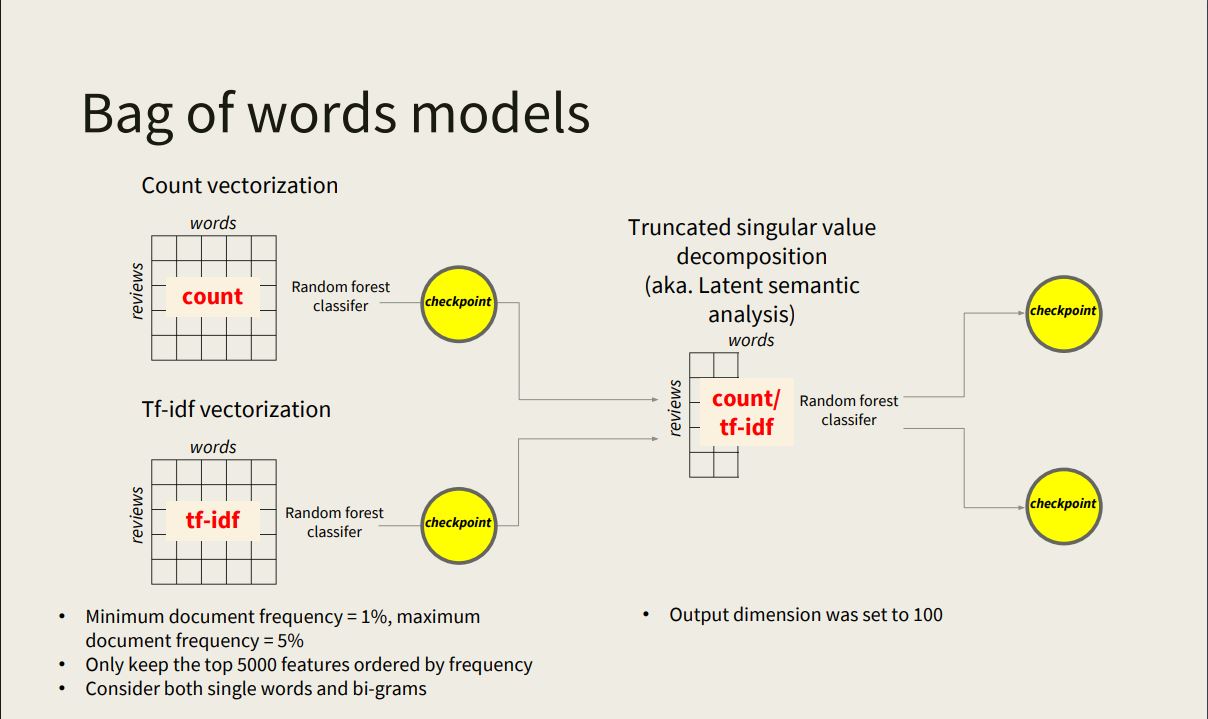 Bag of words models
Count vectorization
words
reviews
count
Random forest
classifer
checkpoint
Tf-idf vectorization
words
reviews
tf-idf
Random forest
classifer
checkpoint
• Minimum document frequency = 1%, maximum
document frequency = 5%
• Only keep the top 5000 features ordered by frequency
• Consider both single words and bi-grams
Truncated singular value
decomposition
(aka. Latent semantic
analysis)
words
reviews
count/
tf-idf
Random forest
classifer
checkpoint
checkpoint
• Output dimension was set to 100